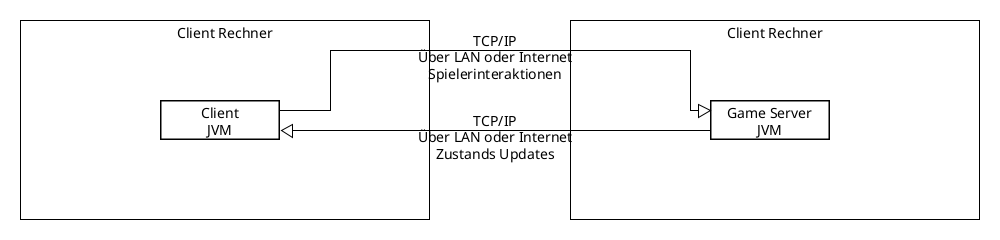 Client Rechner
Client
JVM
TCP/IP
Über LAN oder Internet
Spielerinteraktionen
TCP/IP
Über LAN oder Internet
Zustands Updates
Client Rechner
Game Server
JVM